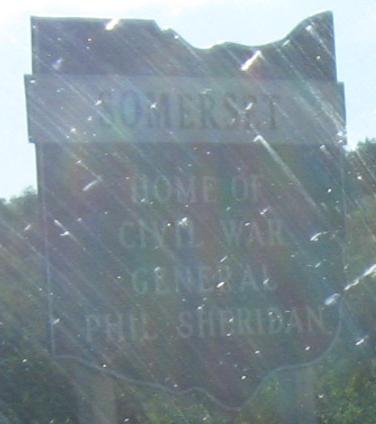 SOMERSET
HOME OF
CIVIL WAR
GENERAL
PHIL SHERIDAN